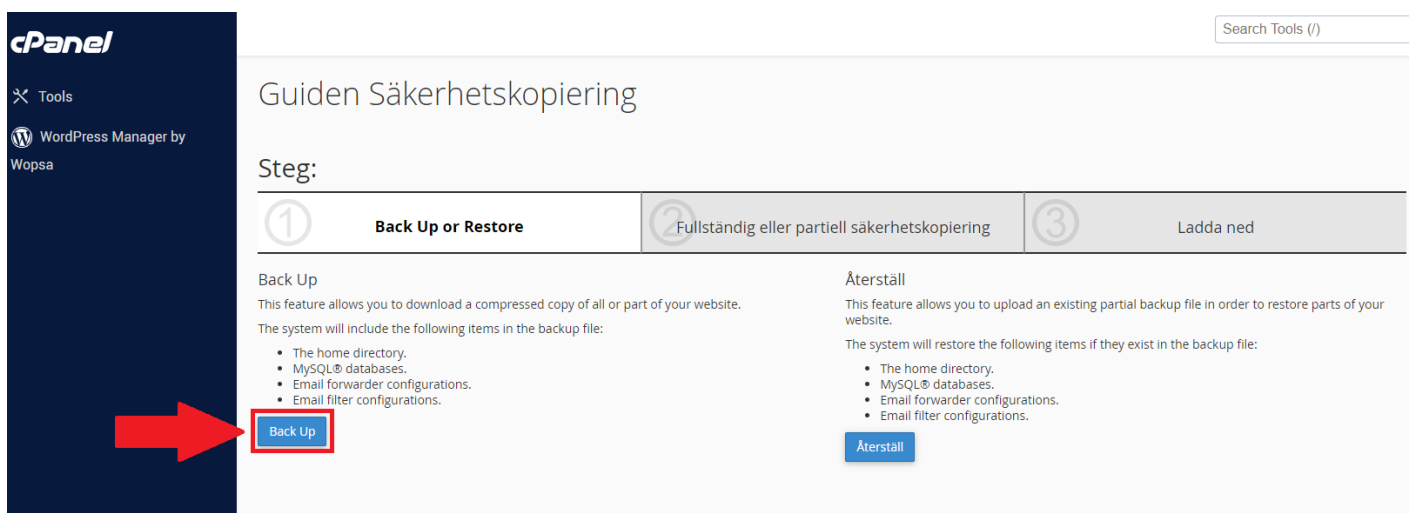 cPanel
Search Tools (/)
Tools
WordPress Manager by
Wopsa
Guiden Säkerhetskopiering
Steg:
1 Back Up or Restore
2 Fullständig eller partiell säkerhetskopiering
3 Ladda ned
Back Up
This feature allows you to download a compressed copy of all or part of your website.
The system will include the following items in the backup file:
• The home directory.
• MySQL® databases.
• Email forwarder configurations.
• Email filter configurations.
Back Up
Återställ
This feature allows you to upload an existing partial backup file in order to restore parts of your
website.
The system will restore the following items if they exist in the backup file:
• The home directory.
• MySQL® databases.
• Email forwarder configurations.
• Email filter configurations.
Återställ